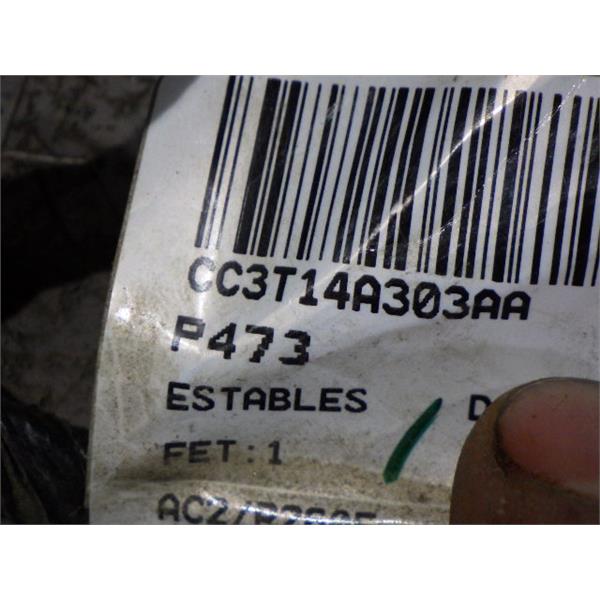 CC3T14A303AA
P473
ESTABLES D
FET:1